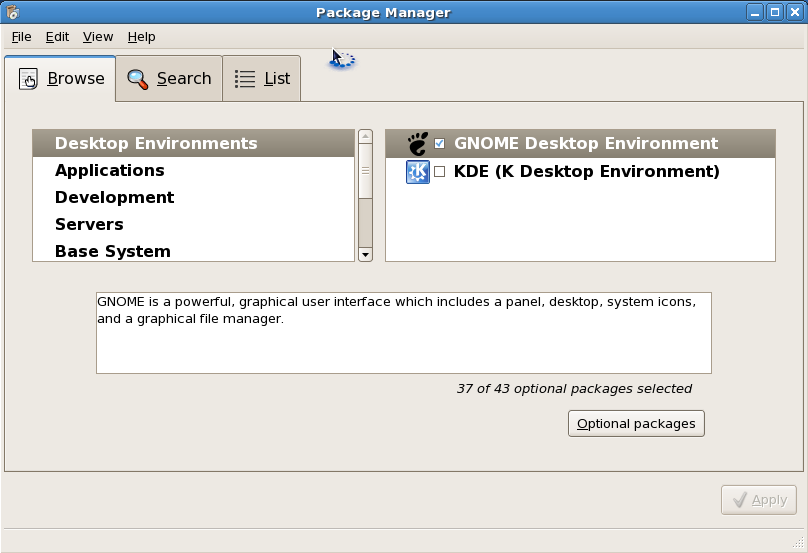 Package Manager
File Edit View Help
Browse Search List
Desktop Environments
Applications
Development
Servers
Base System
GNOME Desktop Environment
KDE (K Desktop Environment)
GNOME is a powerful, graphical user interface which includes a panel, desktop, system icons,
and a graphical file manager.
37 of 43 optional packages selected
Optional packages
Apply